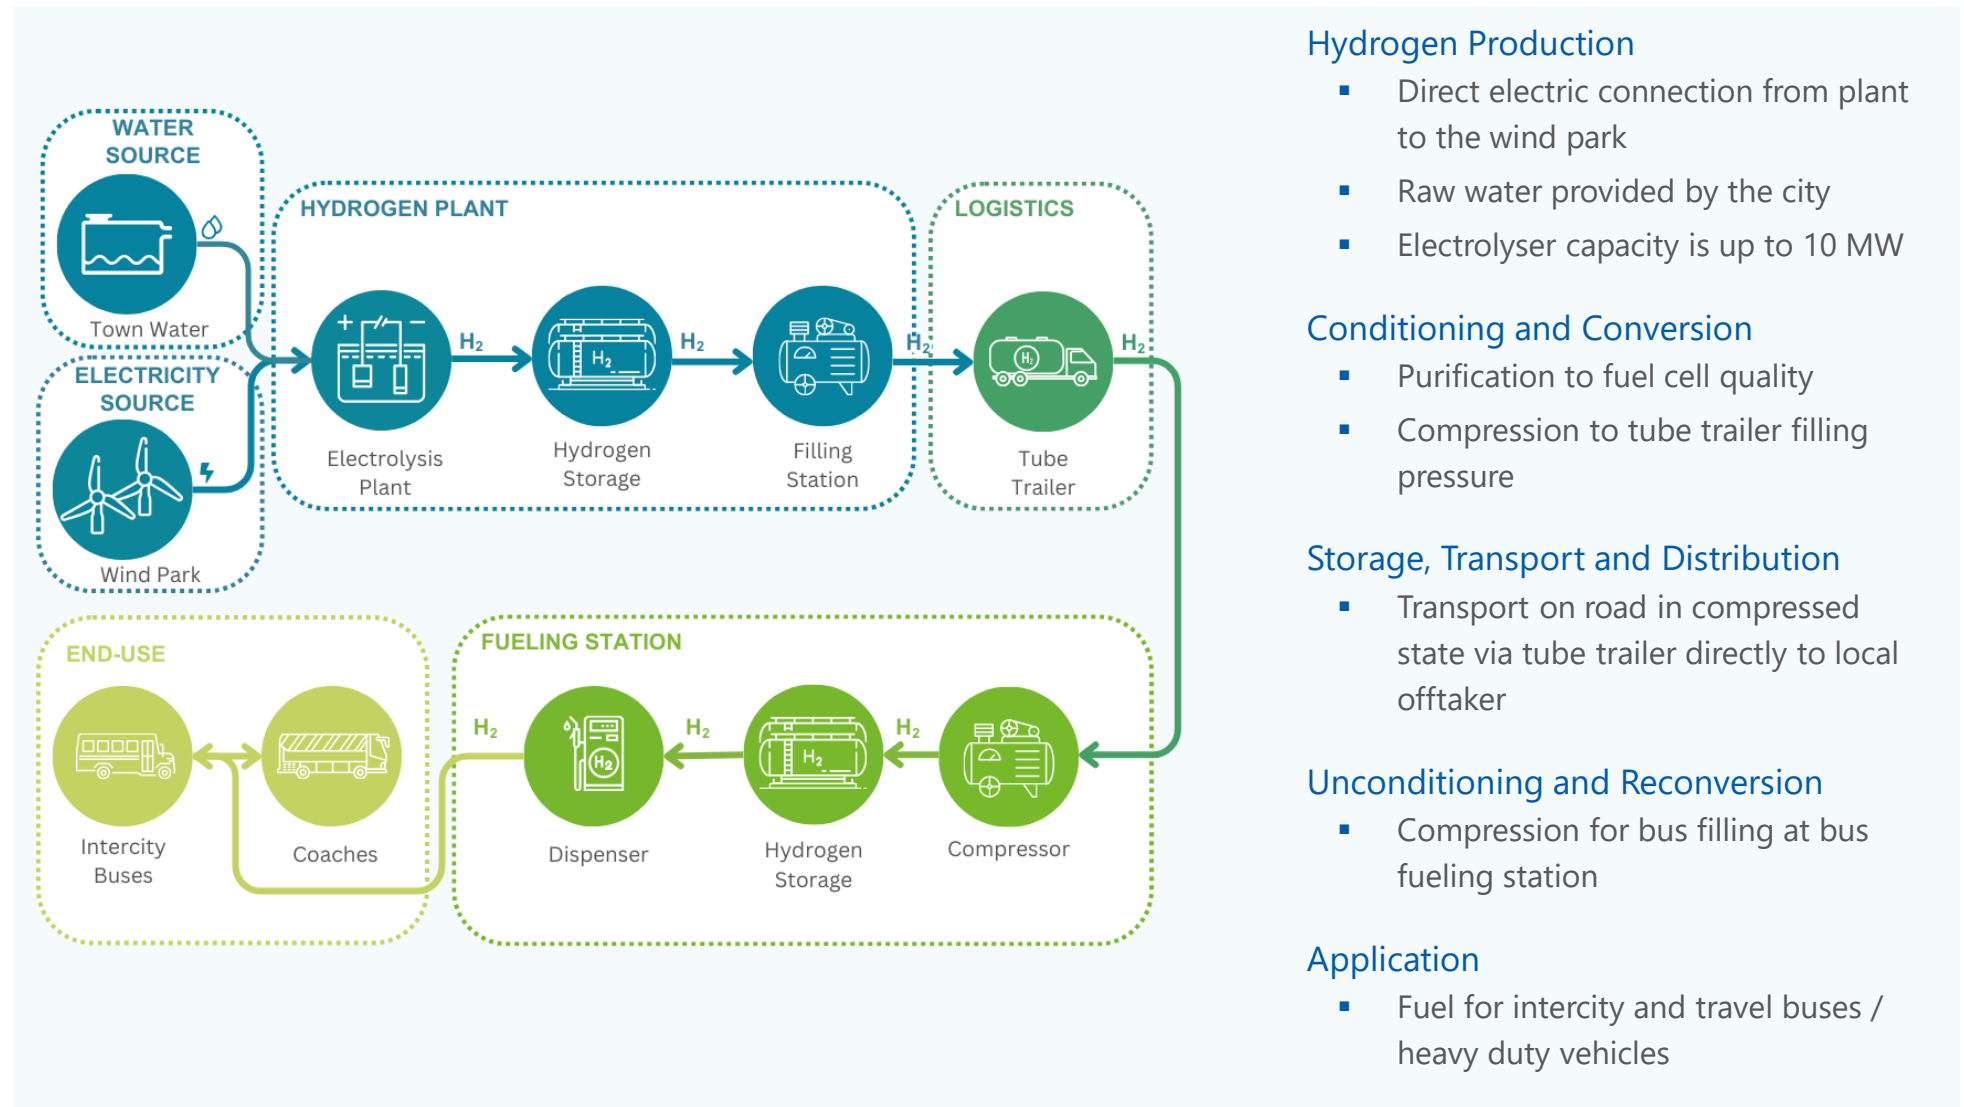 WATER
SOURCE
Town Water
ELECTRICITY
SOURCE
Wind Park
HYDROGEN PLANT
+ −
H₂
Electrolysis
Plant
H₂
H₂
Hydrogen
Storage
Filling
Station
H₂
LOGISTICS
H₂
H₂
Tube
Trailer
FUELING STATION
Compressor
H₂
H₂
Hydrogen
Storage
H₂
H₂
Dispenser
H₂
END-USE
Intercity
Buses
Coaches
Hydrogen Production
▪ Direct electric connection from plant
to the wind park
▪ Raw water provided by the city
▪ Electrolyser capacity is up to 10 MW
Conditioning and Conversion
▪ Purification to fuel cell quality
▪ Compression to tube trailer filling
pressure
Storage, Transport and Distribution
▪ Transport on road in compressed
state via tube trailer directly to local
offtaker
Unconditioning and Reconversion
▪ Compression for bus filling at bus
fueling station
Application
▪ Fuel for intercity and travel buses /
heavy duty vehicles